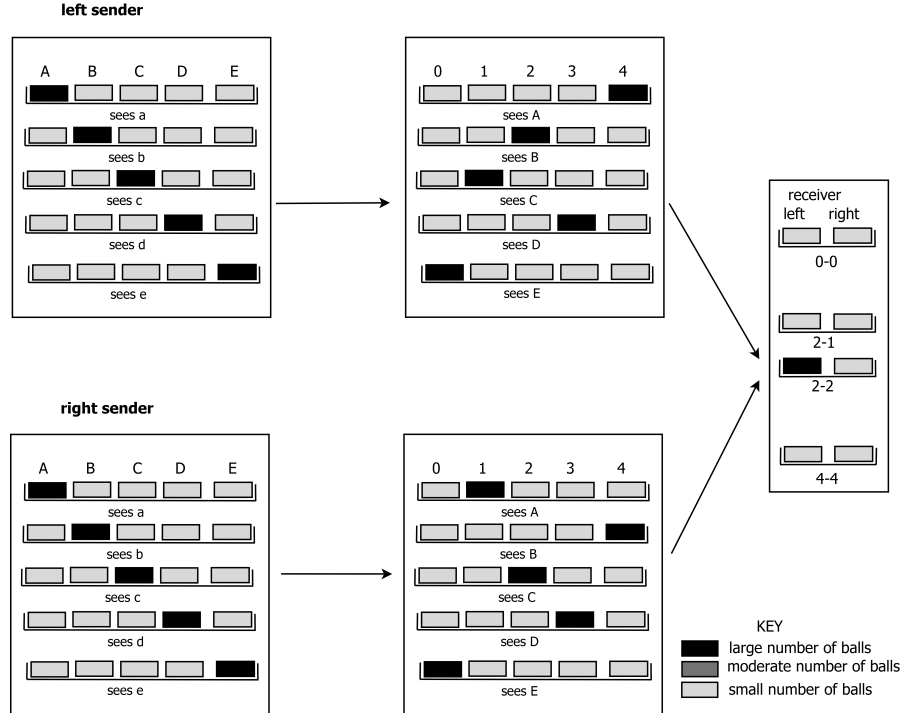 left sender
A B C D E
sees a
sees b
sees c
sees d
sees e
0 1 2 3 4
sees A
sees B
sees C
sees D
sees E
receiver
left right
0-0
2-1
2-2
4-4
right sender
A B C D E
sees a
sees b
sees c
sees d
sees e
0 1 2 3 4
sees A
sees B
sees C
sees D
sees E
KEY
large number of balls
moderate number of balls
small number of balls